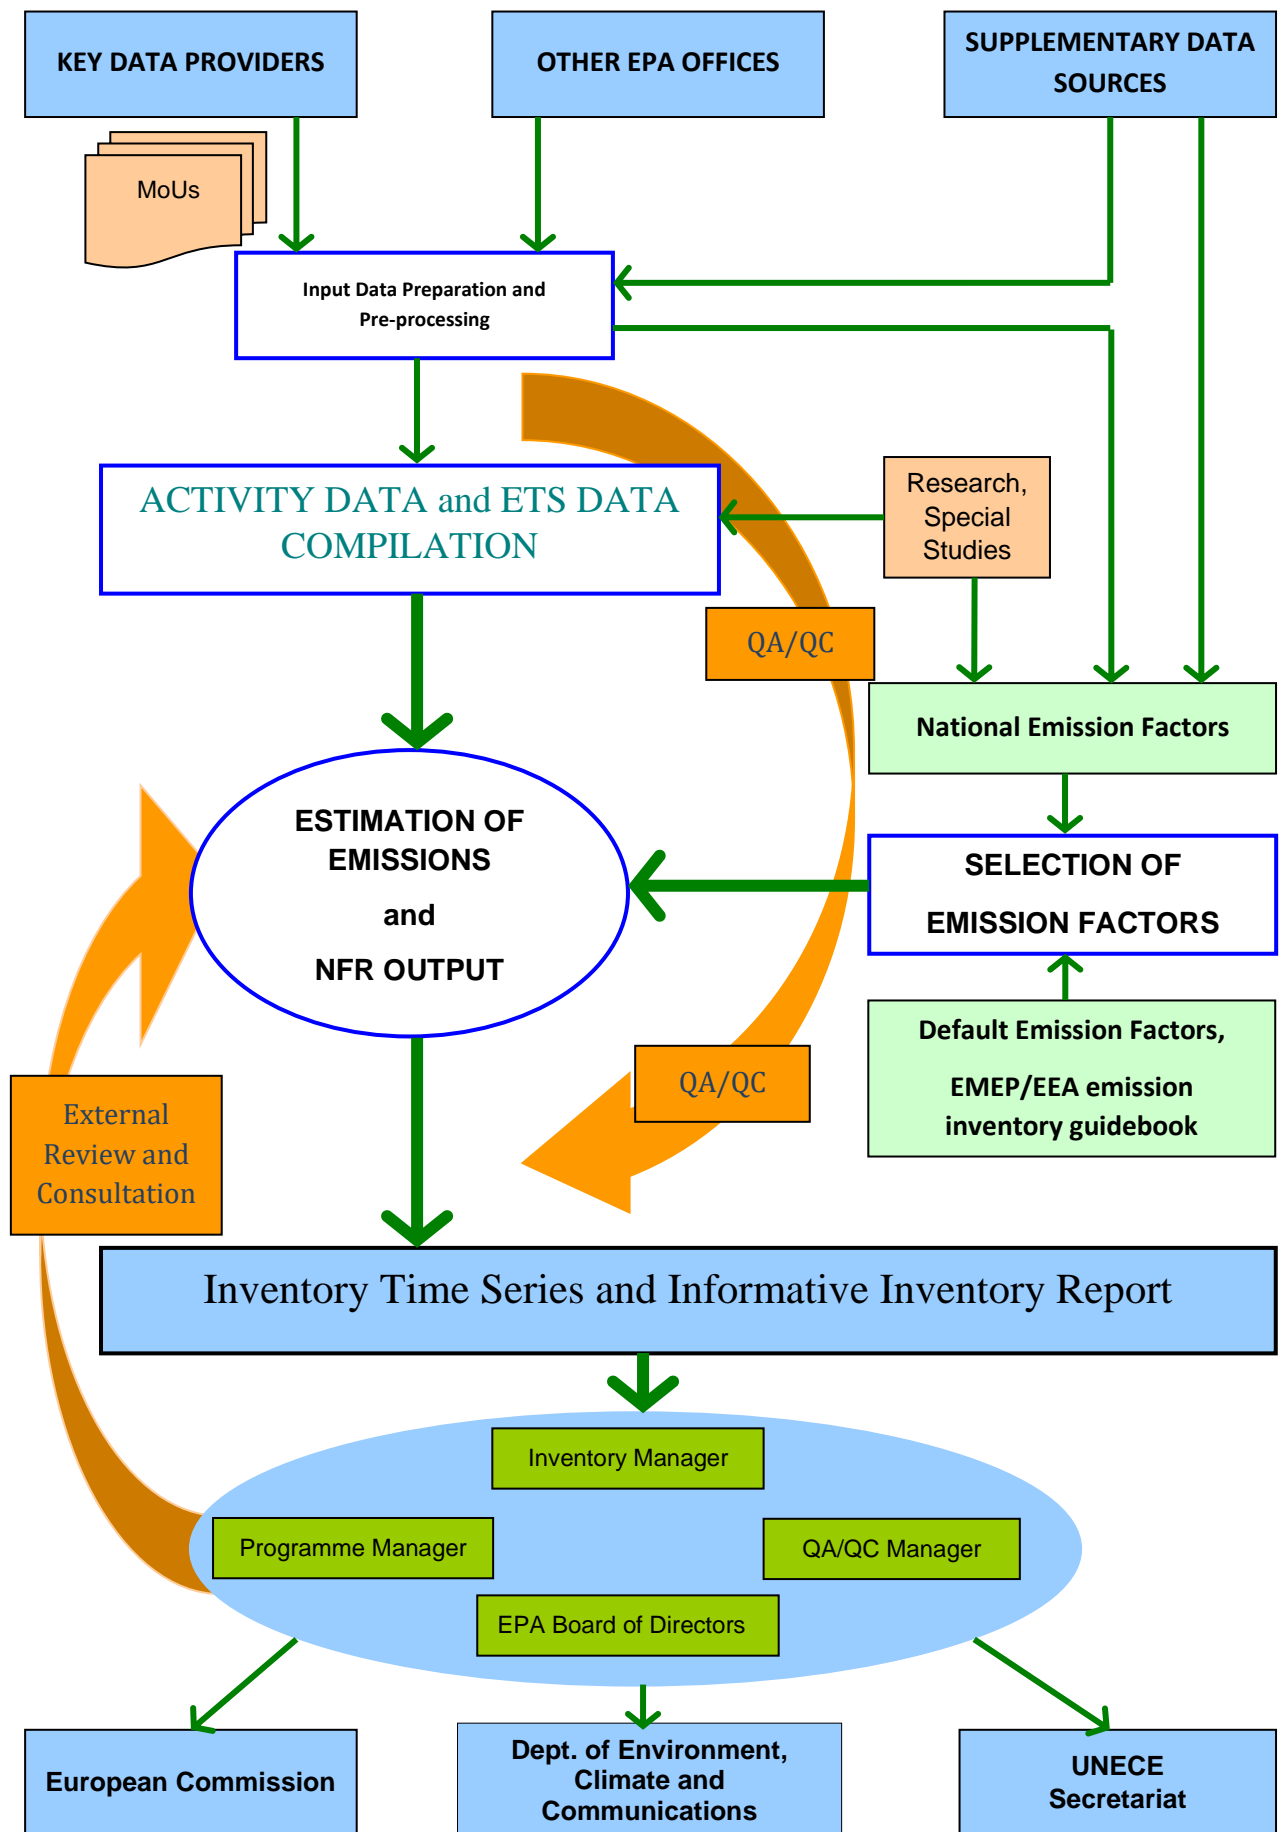 KEY DATA PROVIDERS
OTHER EPA OFFICES
SUPPLEMENTARY DATA
SOURCES
MoUs
Input Data Preparation and
Pre-processing
ACTIVITY DATA and ETS DATA
COMPILATION
Research,
Special
Studies
QA/QC
National Emission Factors
ESTIMATION OF
EMISSIONS
and
NFR OUTPUT
SELECTION OF
EMISSION FACTORS
Default Emission Factors,
EMEP/EEA emission
inventory guidebook
QA/QC
External
Review and
Consultation
Inventory Time Series and Informative Inventory Report
Inventory Manager
Programme Manager
QA/QC Manager
EPA Board of Directors
European Commission
Dept. of Environment,
Climate and
Communications
UNECE
Secretariat